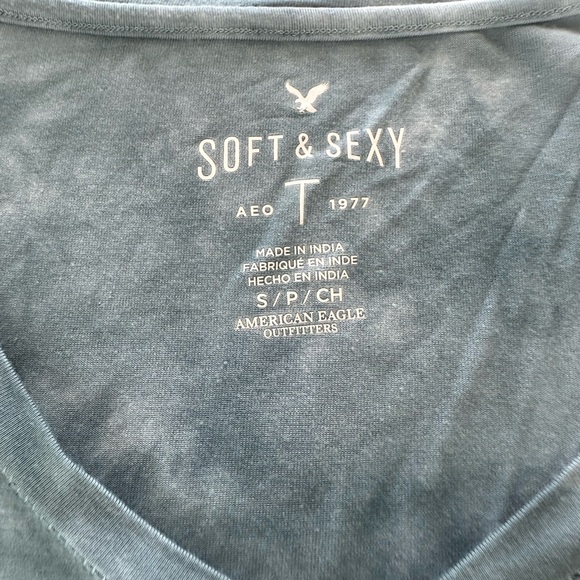 SOFT & SEXY
AEO T 1977
MADE IN INDIA
FABRIQUÉ EN INDE
HECHO EN INDIA
S / P / CH
AMERICAN EAGLE
OUTFITTERS